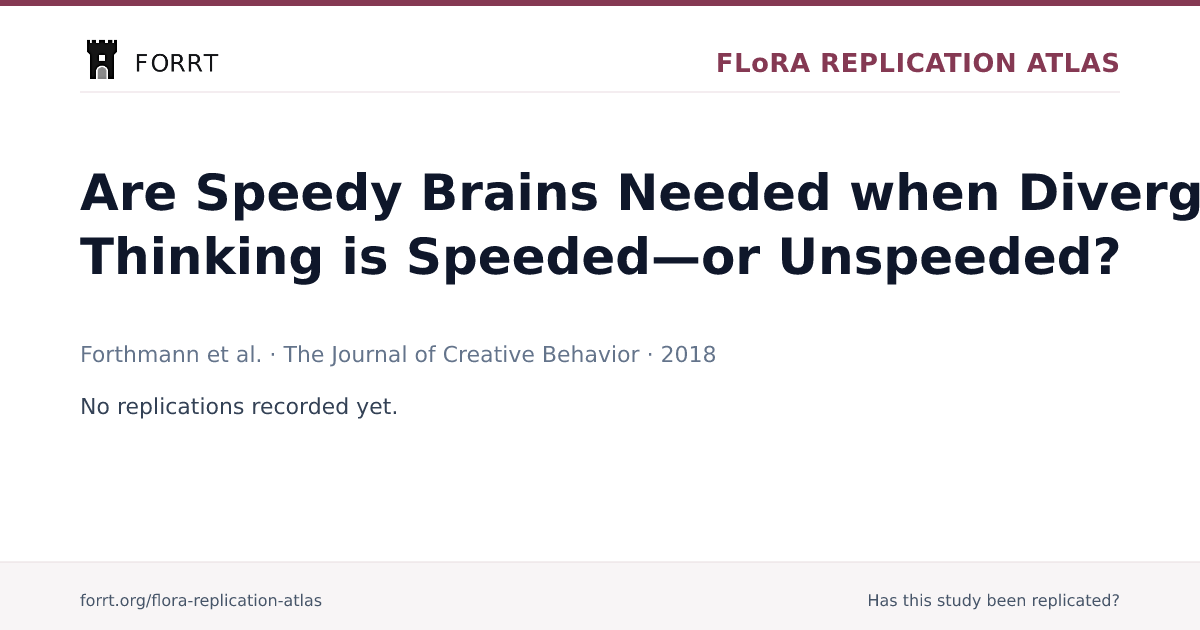 FORRT
FLoRA REPLICATION ATLAS
Are Speedy Brains Needed when Diverg
Thinking is Speeded—or Unspeeded?
Forthmann et al. · The Journal of Creative Behavior · 2018
No replications recorded yet.
forrt.org/flora-replication-atlas
Has this study been replicated?